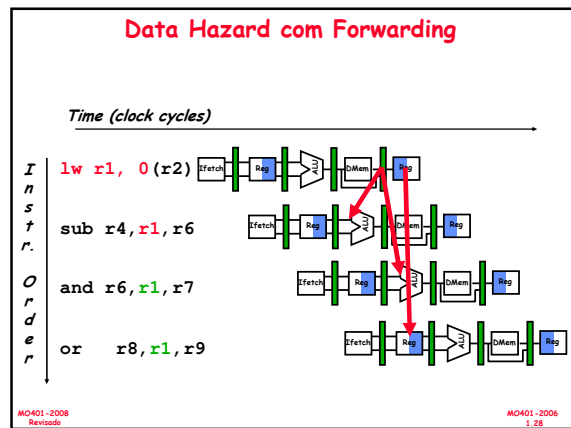 Data Hazard com Forwarding
Time (clock cycles)
Instr. Order
lw r1, 0(r2)
Ifetch Reg ALU DMem Reg
sub r4,r1,r6
Ifetch Reg ALU DMem Reg
and r6,r1,r7
Ifetch Reg ALU DMem Reg
or r8,r1,r9
Ifetch Reg ALU DMem Reg
MO401-2008
Revisado
MO401-2006
1.28